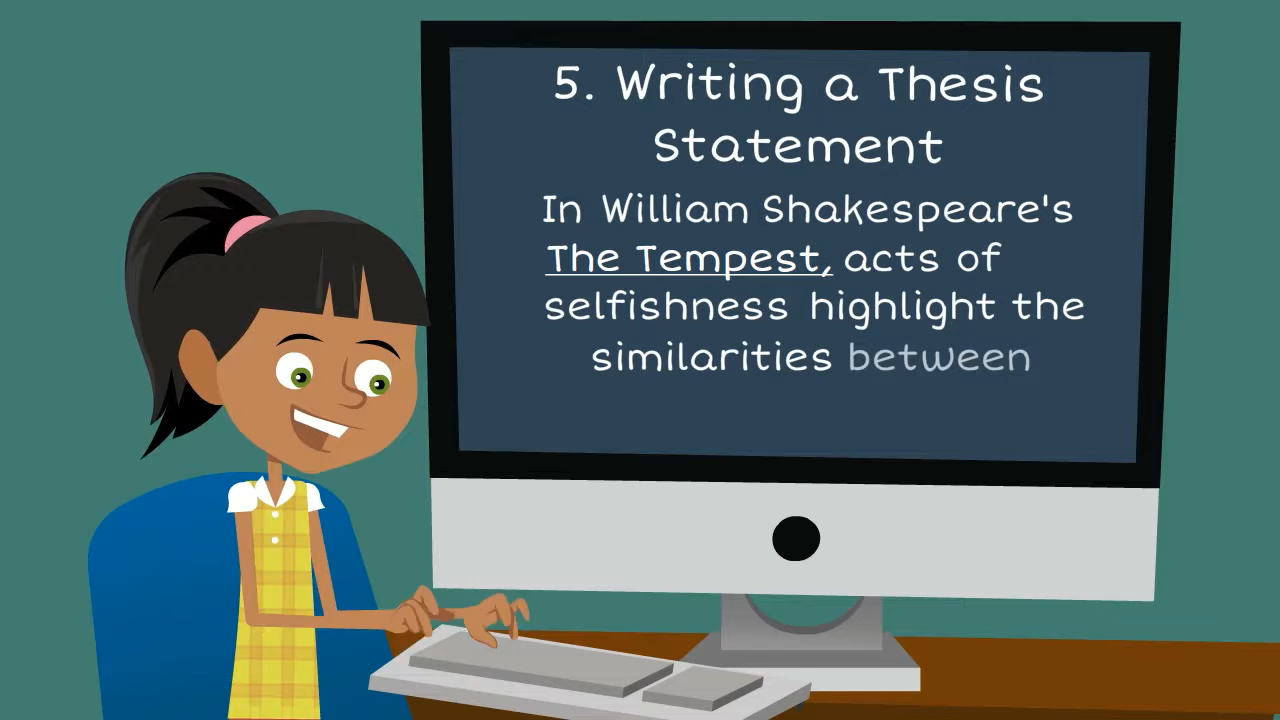 5. Writing a Thesis
Statement
In William Shakespeare's
The Tempest, acts of
selfishness highlight the
similarities between